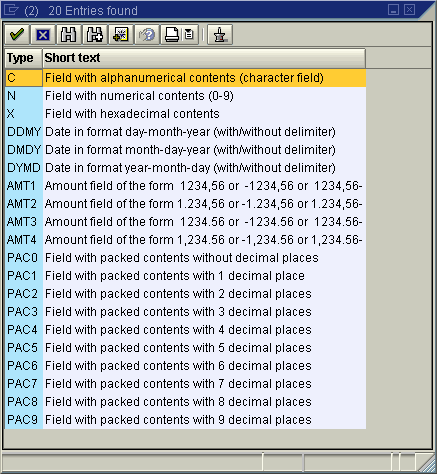 (2) 20 Entries found
Type Short text
C Field with alphanumerical contents (character field)
N Field with numerical contents (0-9)
X Field with hexadecimal contents
DDMY Date in format day-month-year (with/without delimiter)
DMDY Date in format month-day-year (with/without delimiter)
DYMD Date in format year-month-day (with/without delimiter)
AMT1 Amount field of the form 1234,56 or -1234,56 or 1234,56-
AMT2 Amount field of the form 1.234,56 or -1.234,56 or 1.234,56-
AMT3 Amount field of the form 1234.56 or -1234.56 or 1234.56-
AMT4 Amount field of the form 1,234.56 or -1,234.56 or 1,234.56-
PAC0 Field with packed contents without decimal places
PAC1 Field with packed contents with 1 decimal place
PAC2 Field with packed contents with 2 decimal places
PAC3 Field with packed contents with 3 decimal places
PAC4 Field with packed contents with 4 decimal places
PAC5 Field with packed contents with 5 decimal places
PAC6 Field with packed contents with 6 decimal places
PAC7 Field with packed contents with 7 decimal places
PAC8 Field with packed contents with 8 decimal places
PAC9 Field with packed contents with 9 decimal places